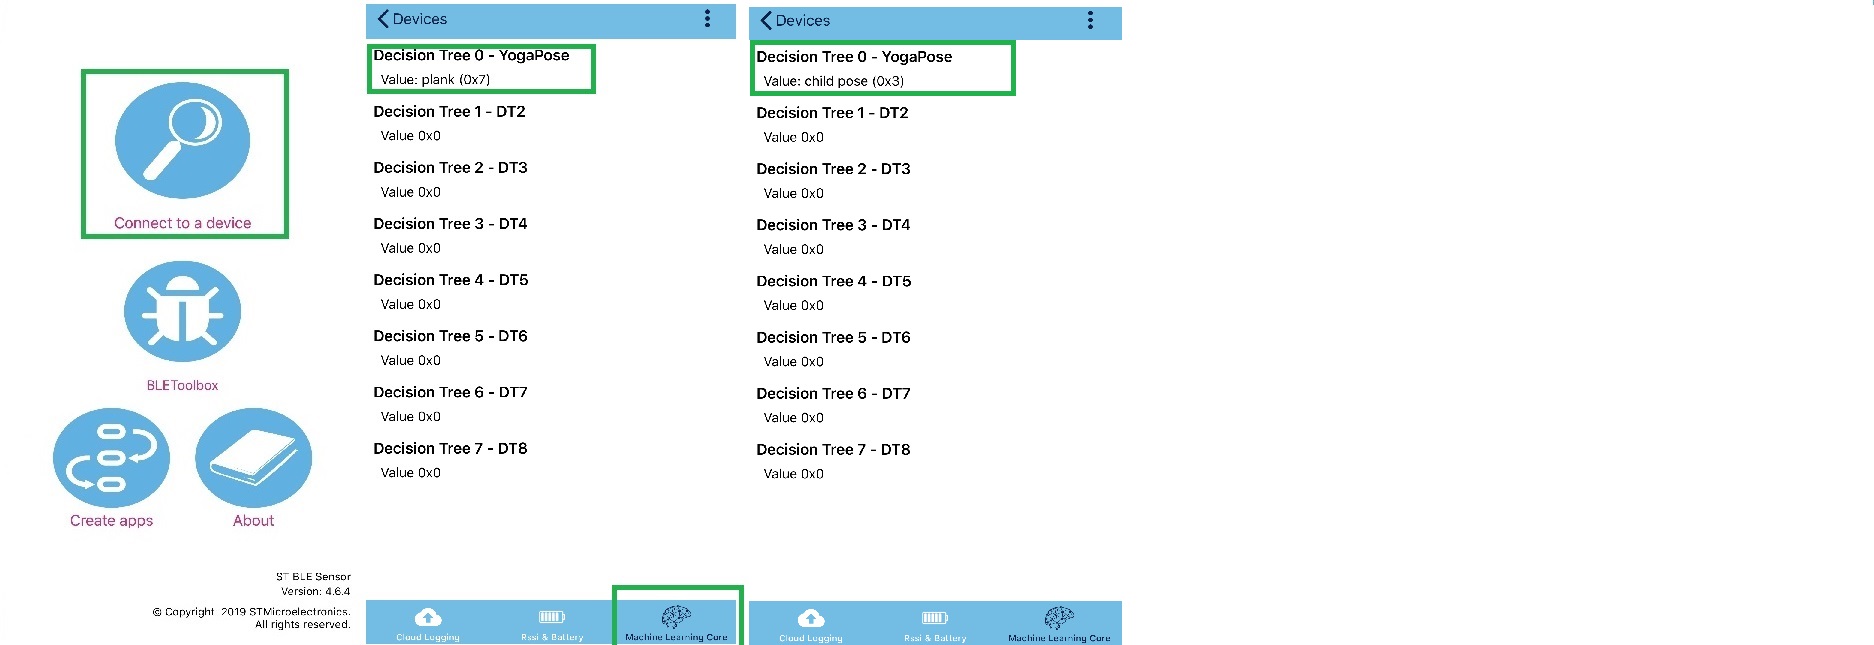 Connect to a device
BLEToolbox
Create apps
About
ST BLE Sensor
Version: 4.6.4
© Copyright 2019 STMicroelectronics.
All rights reserved.
Devices
Decision Tree 0 - YogaPose
Value: plank (0x7)
Decision Tree 1 - DT2
Value 0x0
Decision Tree 2 - DT3
Value 0x0
Decision Tree 3 - DT4
Value 0x0
Decision Tree 4 - DT5
Value 0x0
Decision Tree 5 - DT6
Value 0x0
Decision Tree 6 - DT7
Value 0x0
Decision Tree 7 - DT8
Value 0x0
Cloud Logging
Rssi & Battery
Machine Learning Core
Devices
Decision Tree 0 - YogaPose
Value: child pose (0x3)
Decision Tree 1 - DT2
Value 0x0
Decision Tree 2 - DT3
Value 0x0
Decision Tree 3 - DT4
Value 0x0
Decision Tree 4 - DT5
Value 0x0
Decision Tree 5 - DT6
Value 0x0
Decision Tree 6 - DT7
Value 0x0
Decision Tree 7 - DT8
Value 0x0
Cloud Logging
Rssi & Battery
Machine Learning Core